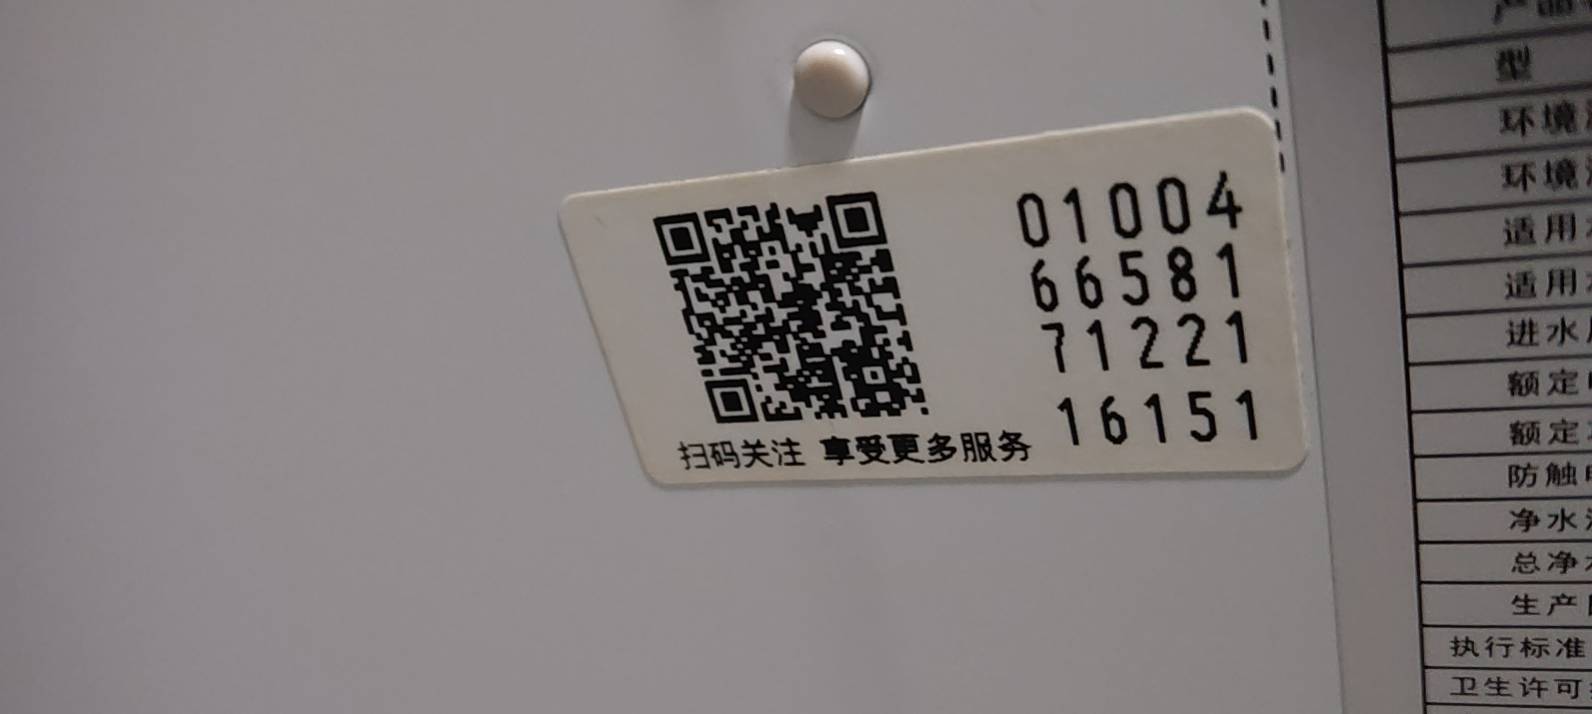 01004
66581
71221
16151
扫码关注 享受更多服务
型
环境
环境
适用
适用
进水
额定
额定
防触
净水
总净
生产
执行标准
卫生许可